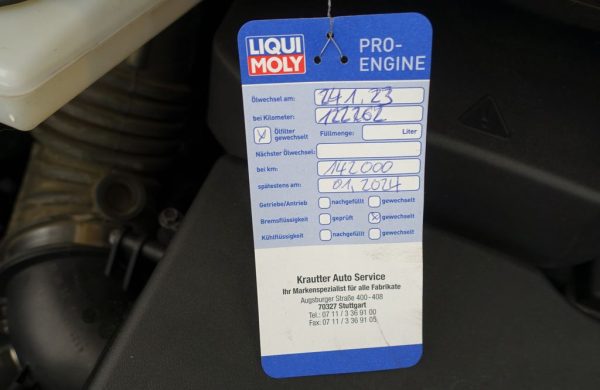 LIQUI
MOLY
PRO-
ENGINE
Ölwechsel am: 24.1.23
bei Kilometer: 122262
Ölfilter
gewechselt
Füllmenge: Liter
Nächster Ölwechsel:
bei km: 142000
spätestens am: 01.2024
Getriebe/Antrieb nachgefüllt gewechselt
Bremsflüssigkeit geprüft gewechselt
Kühlflüssigkeit nachgefüllt gewechselt
Krautter Auto Service
Ihr Markenspezialist für alle Fabrikate
Augsburger Straße 400-408
70327 Stuttgart
Tel.: 07 11 / 3 36 91 00
Fax: 07 11 / 3 36 91 05